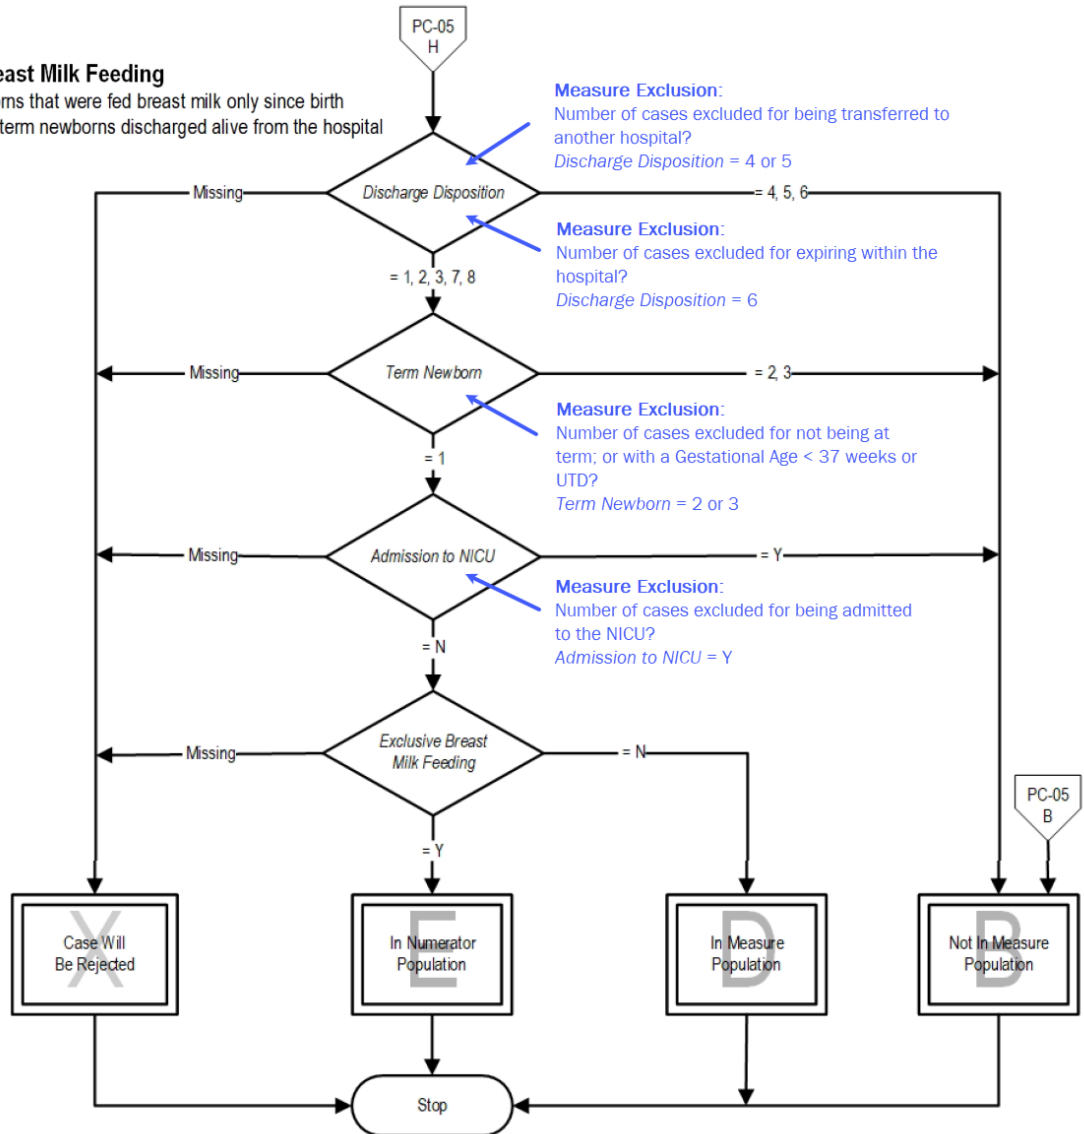 PC-05
H
east Milk Feeding
rns that were fed breast milk only since birth
term newborns discharged alive from the hospital
Measure Exclusion:
Number of cases excluded for being transferred to
another hospital?
Discharge Disposition = 4 or 5
Missing
Discharge Disposition
= 4, 5, 6
Measure Exclusion:
Number of cases excluded for expiring within the
hospital?
Discharge Disposition = 6
= 1, 2, 3, 7, 8
Missing
Term Newborn
= 2, 3
Measure Exclusion:
Number of cases excluded for not being at
term; or with a Gestational Age < 37 weeks or
UTD?
Term Newborn = 2 or 3
= 1
Missing
Admission to NICU
= Y
Measure Exclusion:
Number of cases excluded for being admitted
to the NICU?
Admission to NICU = Y
= N
Missing
Exclusive Breast
Milk Feeding
= N
PC-05
B
= Y
X
Case Will
Be Rejected
E
In Numerator
Population
D
In Measure
Population
B
Not In Measure
Population
Stop